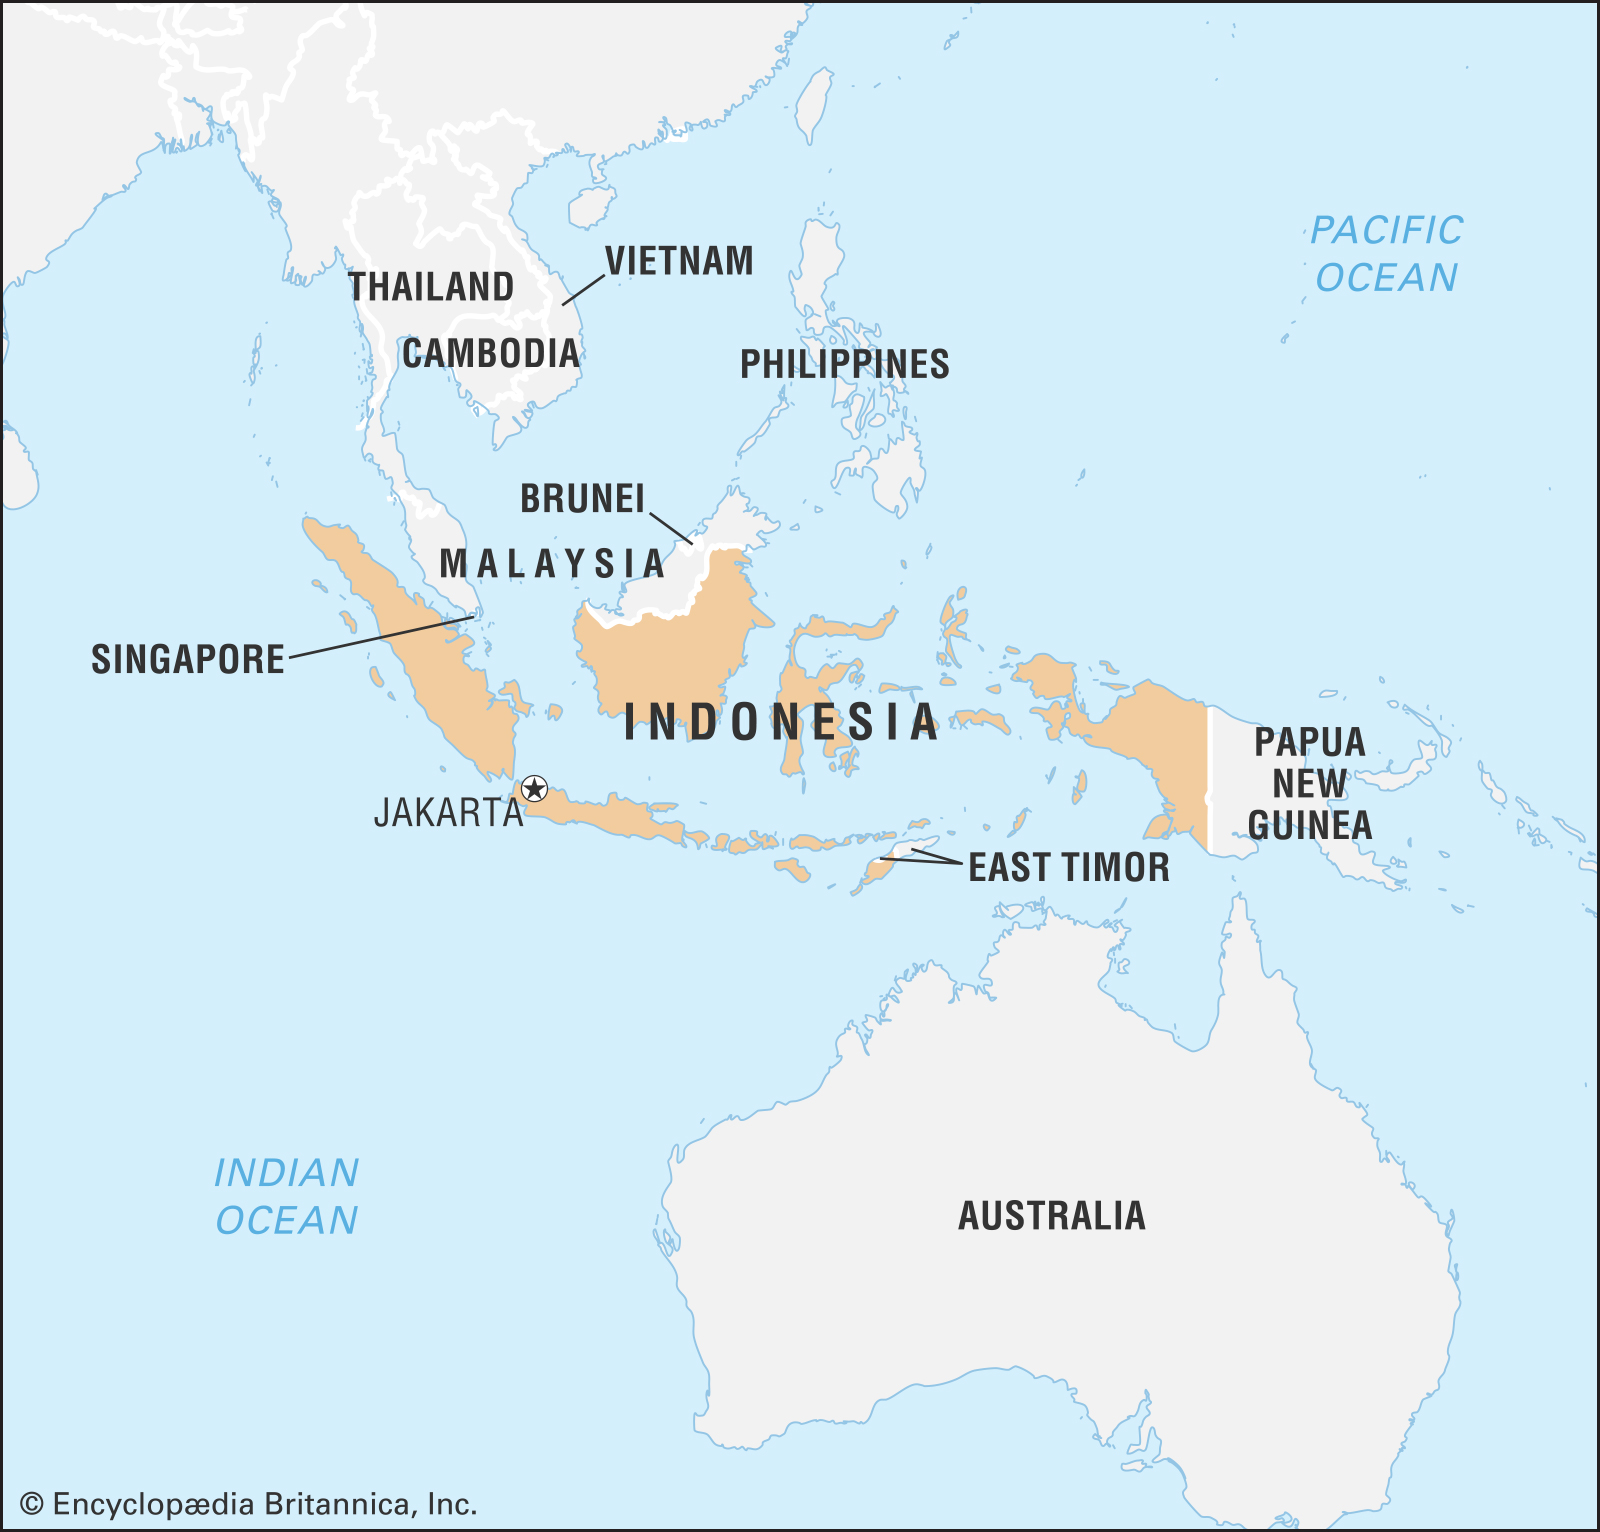 PACIFIC
OCEAN
VIETNAM
THAILAND
CAMBODIA
PHILIPPINES
BRUNEI
MALAYSIA
SINGAPORE
INDONESIA
PAPUA
NEW
GUINEA
JAKARTA
EAST TIMOR
INDIAN
OCEAN
AUSTRALIA
© Encyclopædia Britannica, Inc.